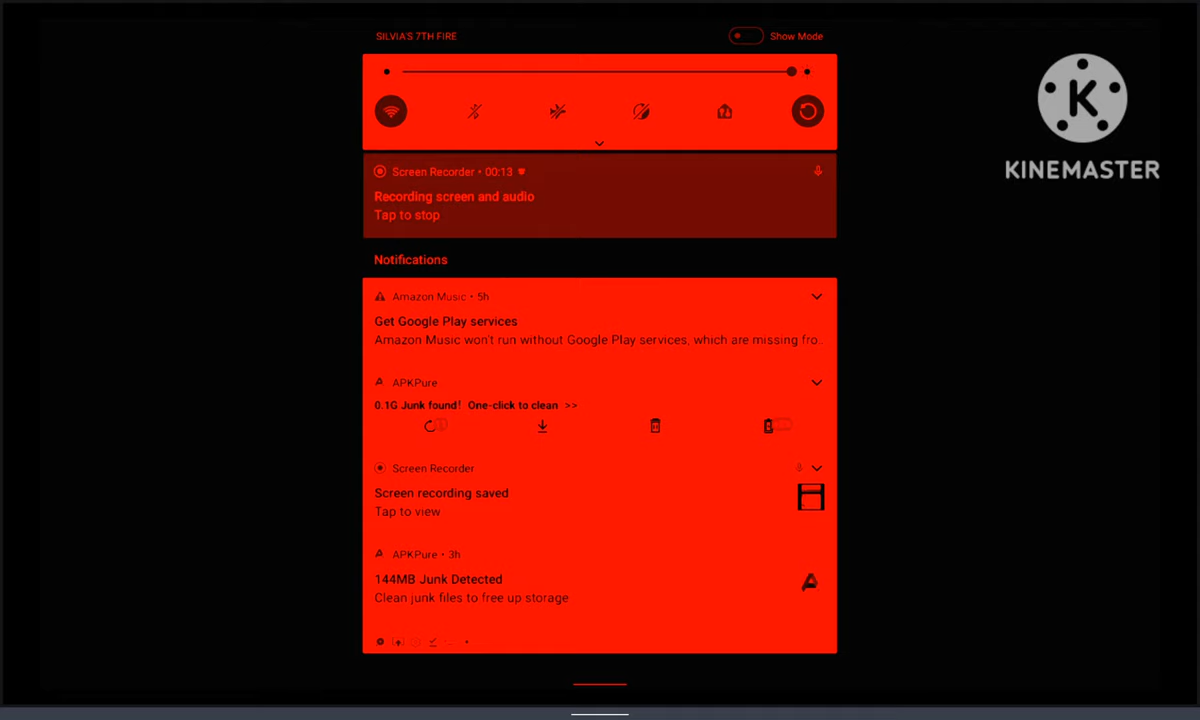 SILVIA'S 7TH FIRE
Show Mode
K
KINEMASTER
Screen Recorder • 00:13
Recording screen and audio
Tap to stop
Notifications
Amazon Music • 5h
Get Google Play services
Amazon Music won't run without Google Play services, which are missing fro..
APKPure
0.1G Junk found! One-click to clean >>
Screen Recorder
Screen recording saved
Tap to view
APKPure • 3h
144MB Junk Detected
Clean junk files to free up storage